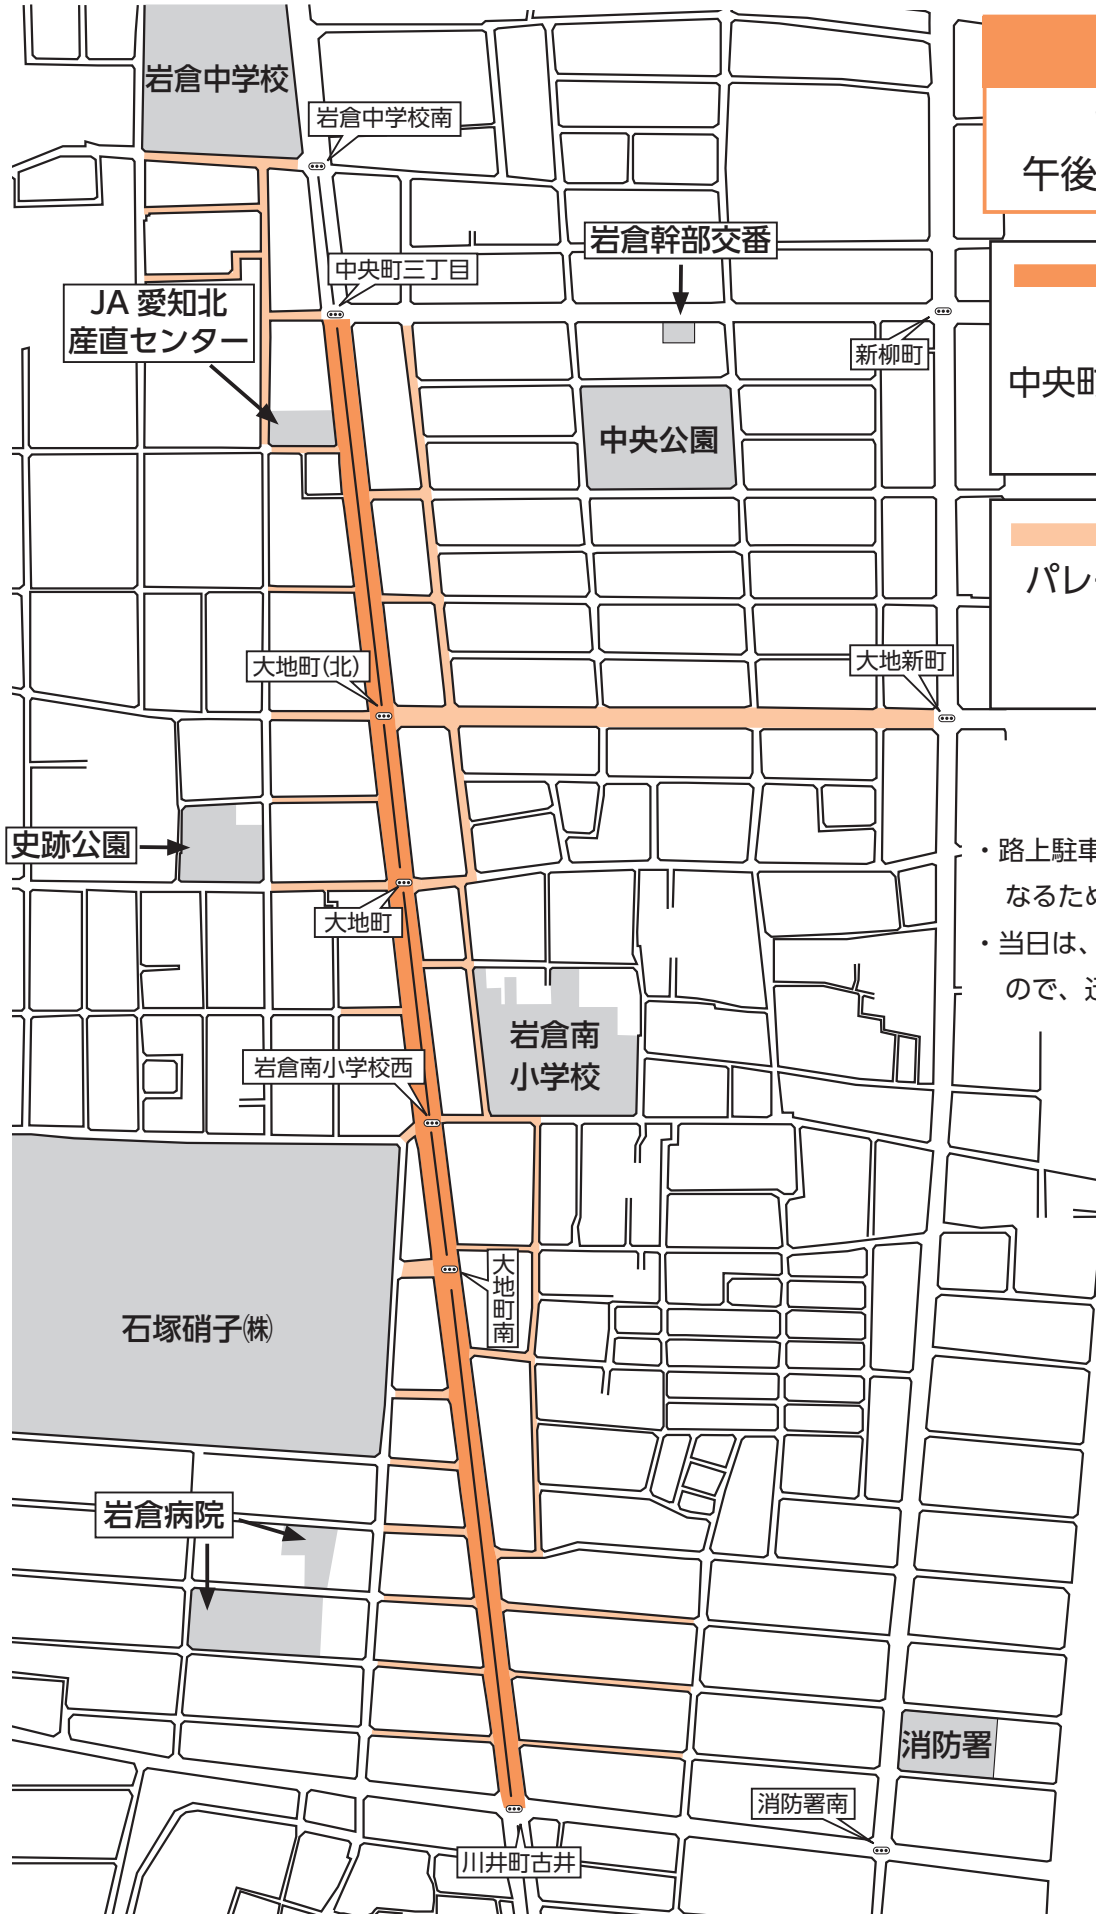 岩倉中学校
岩倉中学校南
午後
岩倉幹部交番
中央町三丁目
JA 愛知北
産直センター
新柳町
中央町
中央公園
パレ
大地町(北)
大地新町
史跡公園
・路上駐車
なるため
大地町
・当日は、
ので、迂
岩倉南
小学校
岩倉南小学校西
大地町南
石塚硝子㈱
岩倉病院
消防署
消防署南
川井町古井